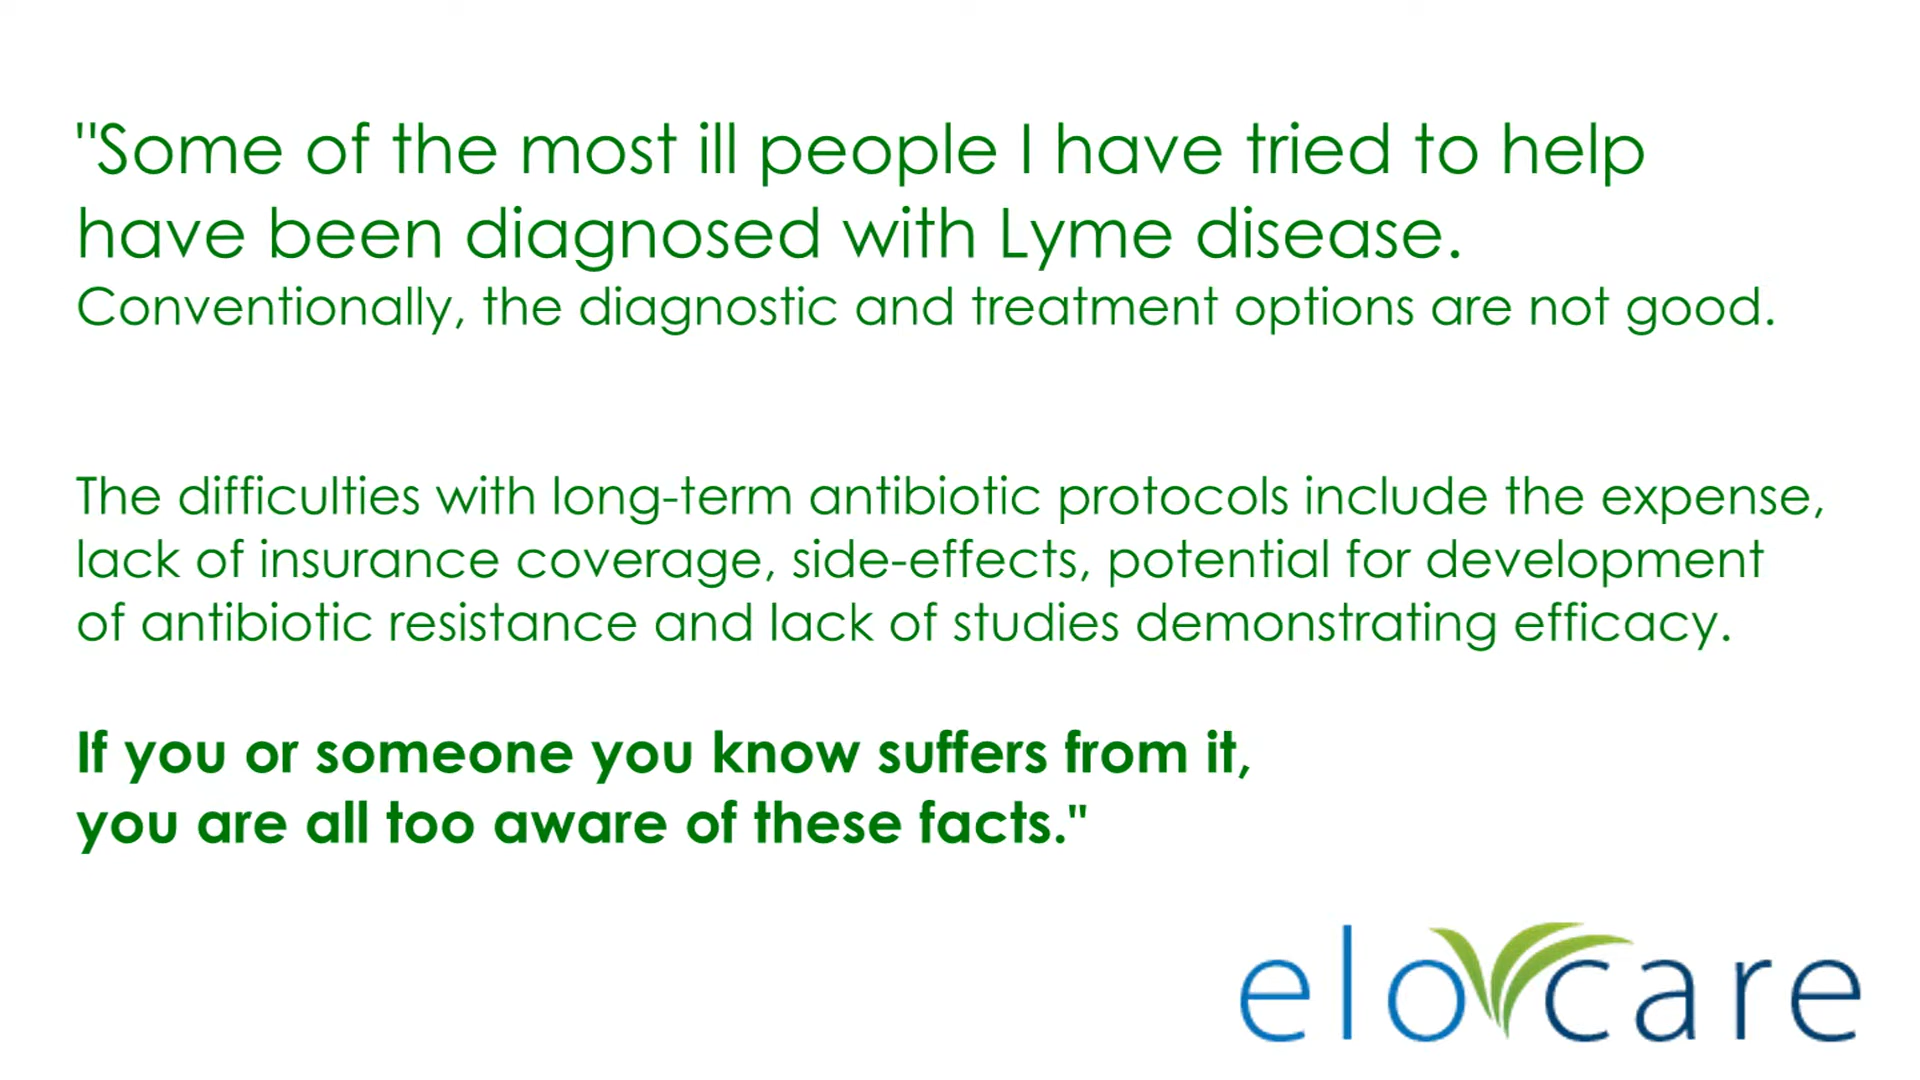 "Some of the most ill people I have tried to help
have been diagnosed with Lyme disease.
Conventionally, the diagnostic and treatment options are not good.
The difficulties with long-term antibiotic protocols include the expense,
lack of insurance coverage, side-effects, potential for development
of antibiotic resistance and lack of studies demonstrating efficacy.
If you or someone you know suffers from it,
you are all too aware of these facts."
elo care